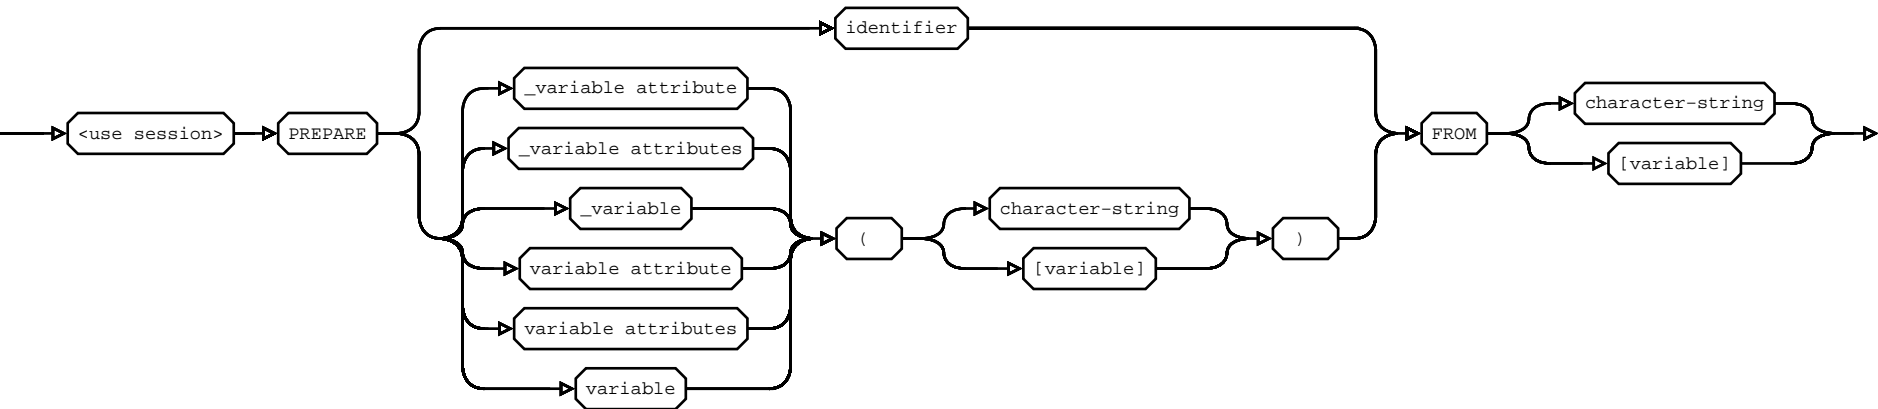 identifier
_variable attribute
character-string
<use session>
PREPARE
FROM
_variable attributes
[variable]
_variable
character-string
(
)
variable attribute
[variable]
variable attributes
variable